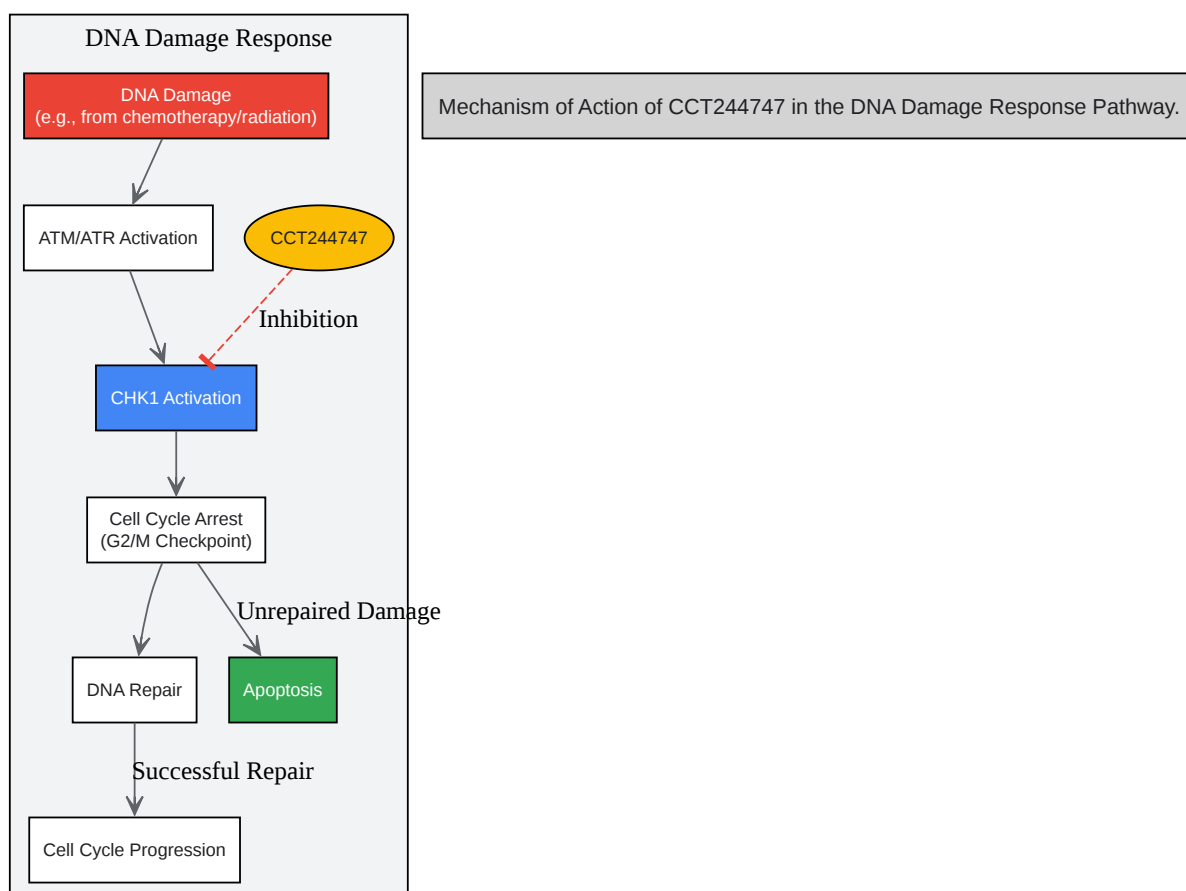 DNA Damage Response
DNA Damage
(e.g., from chemotherapy/radiation)
Mechanism of Action of CCT244747 in the DNA Damage Response Pathway.
ATM/ATR Activation
CCT244747
Inhibition
CHK1 Activation
Cell Cycle Arrest
(G2/M Checkpoint)
Unrepaired Damage
DNA Repair
Apoptosis
Successful Repair
Cell Cycle Progression